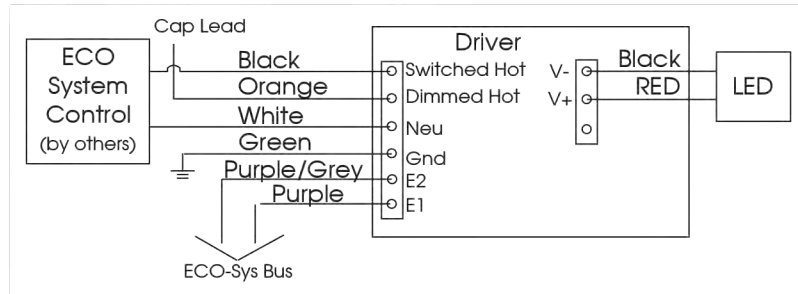 Cap Lead
ECO
System
Control
(by others)
Black
Orange
White
Green
Purple/Grey
Purple
ECO-Sys Bus
Driver
Switched Hot
Dimmed Hot
Neu
Gnd
E2
E1
V-
V+
Black
RED
LED